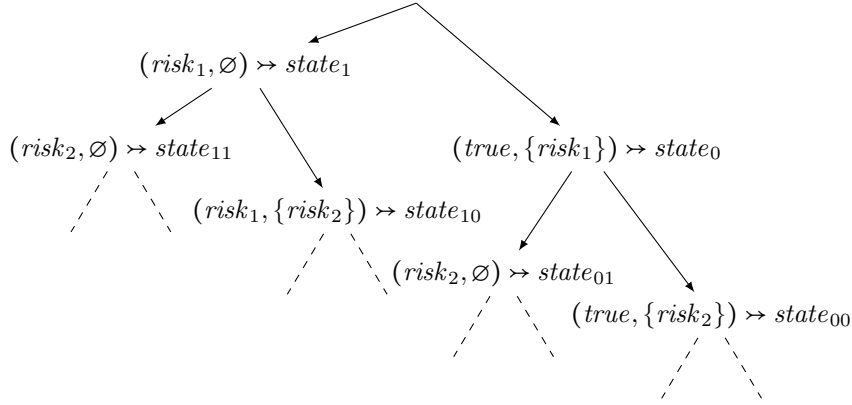 (risk₁, ∅) ↣ state₁
(risk₂, ∅) ↣ state₁₁
(true, {risk₁}) ↣ state₀
(risk₁, {risk₂}) ↣ state₁₀
(risk₂, ∅) ↣ state₀₁
(true, {risk₂}) ↣ state₀₀